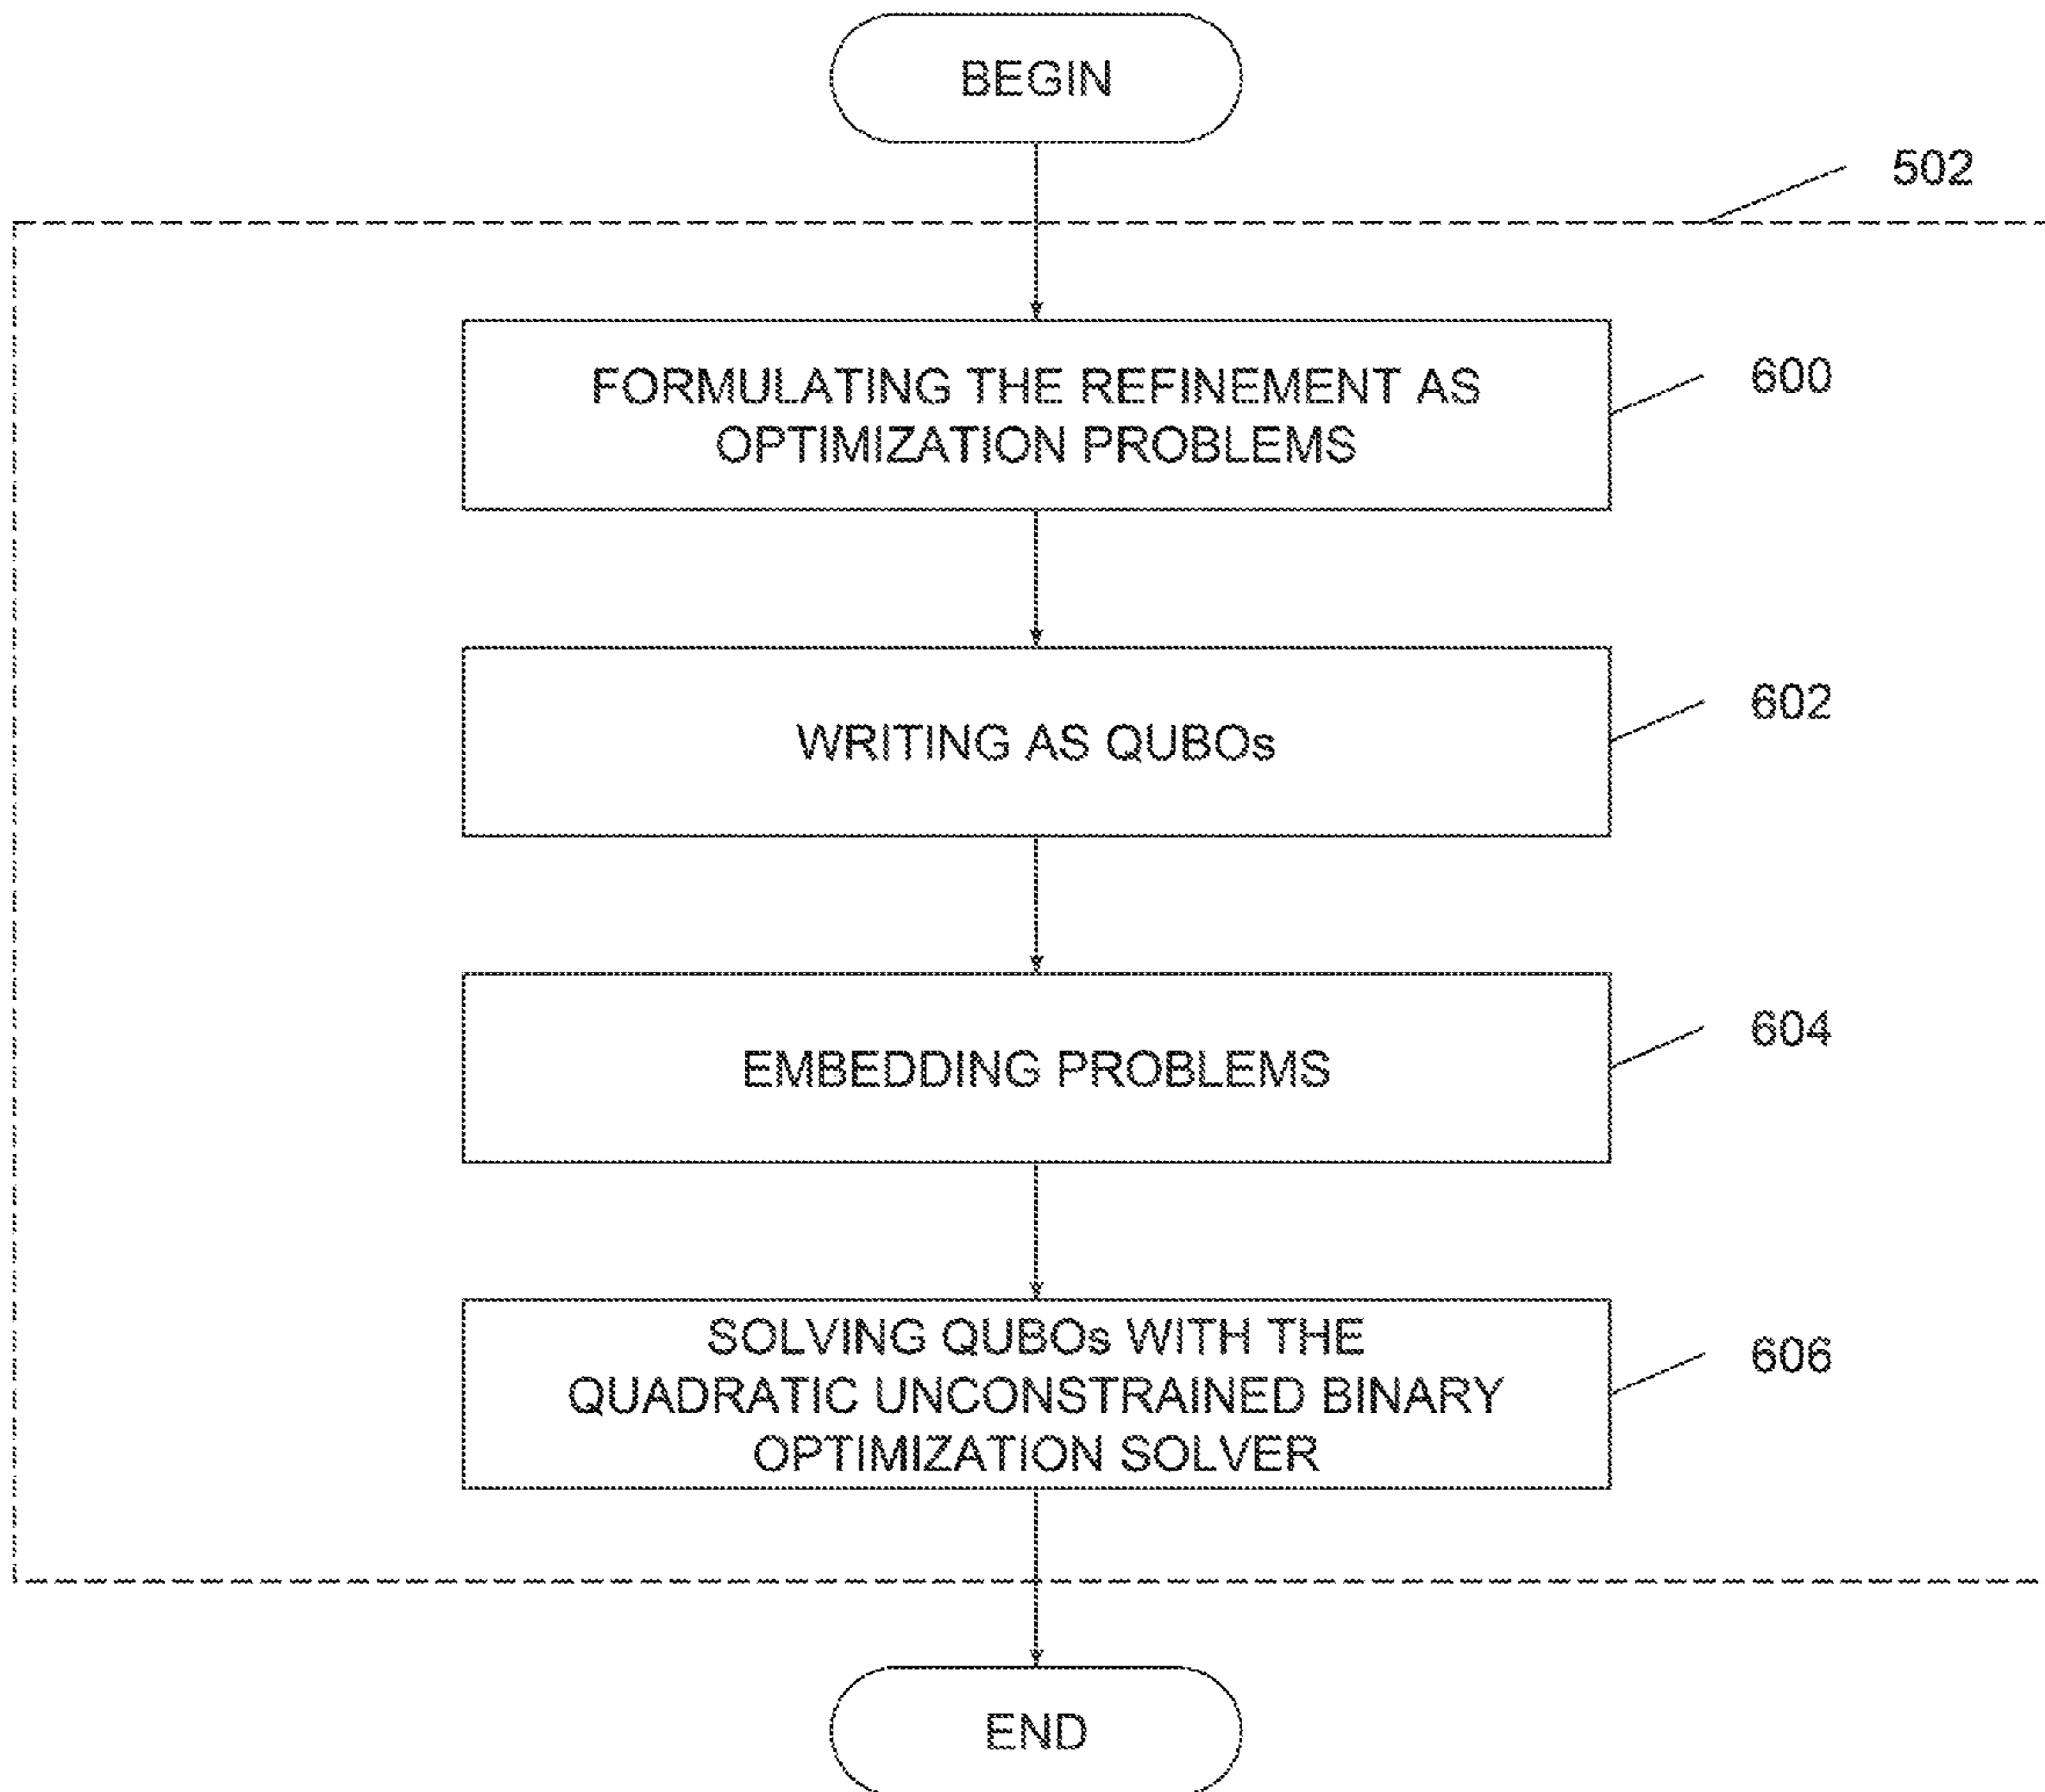 BEGIN
502
FORMULATING THE REFINEMENT AS
OPTIMIZATION PROBLEMS
600
WRITING AS QUBOs
602
EMBEDDING PROBLEMS
604
SOLVING QUBOs WITH THE
QUADRATIC UNCONSTRAINED BINARY
OPTIMIZATION SOLVER
606
END